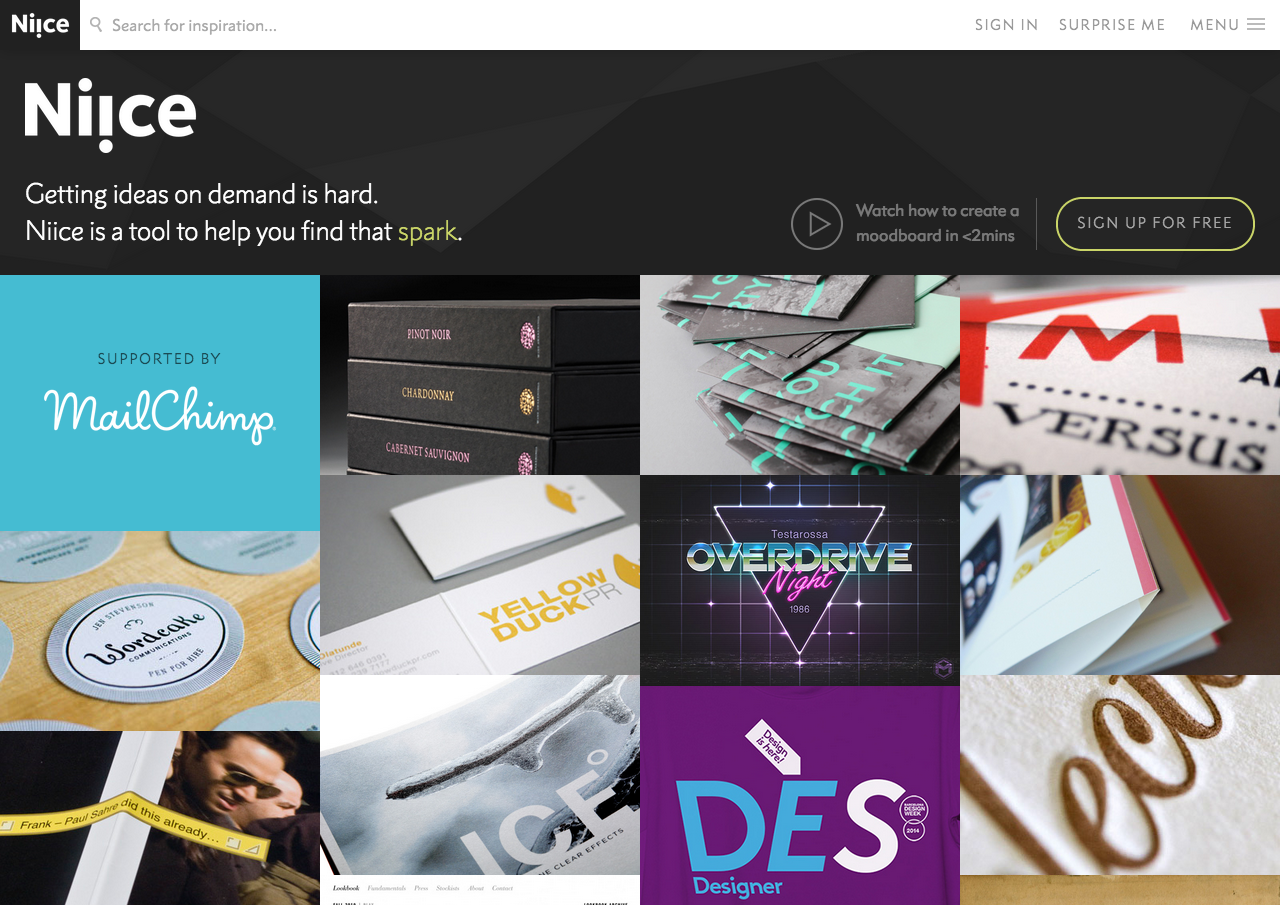 Niice
Search for inspiration...
SIGN IN
SURPRISE ME
MENU
Niice
Getting ideas on demand is hard.
Niice is a tool to help you find that spark.
Watch how to create a
moodboard in <2mins
SIGN UP FOR FREE
SUPPORTED BY
MailChimp
PINOT NOIR
CHARDONNAY
CABERNET SAUVIGNON
VERSUS
JEN STEVENSON
Wordcake
COMMUNICATIONS
PEN FOR HIRE
YELLOW
DUCKPR
Testarossa
OVERDRIVE
Night
1986
Frank – Paul Sahre did this already...
ICE°
CLEAR EFFECTS
Lookbook Fundamentals Press Stockists About Contact
Design
is here!
DÈS
Designer
BARCELONA
DESIGN
WEEK
2014